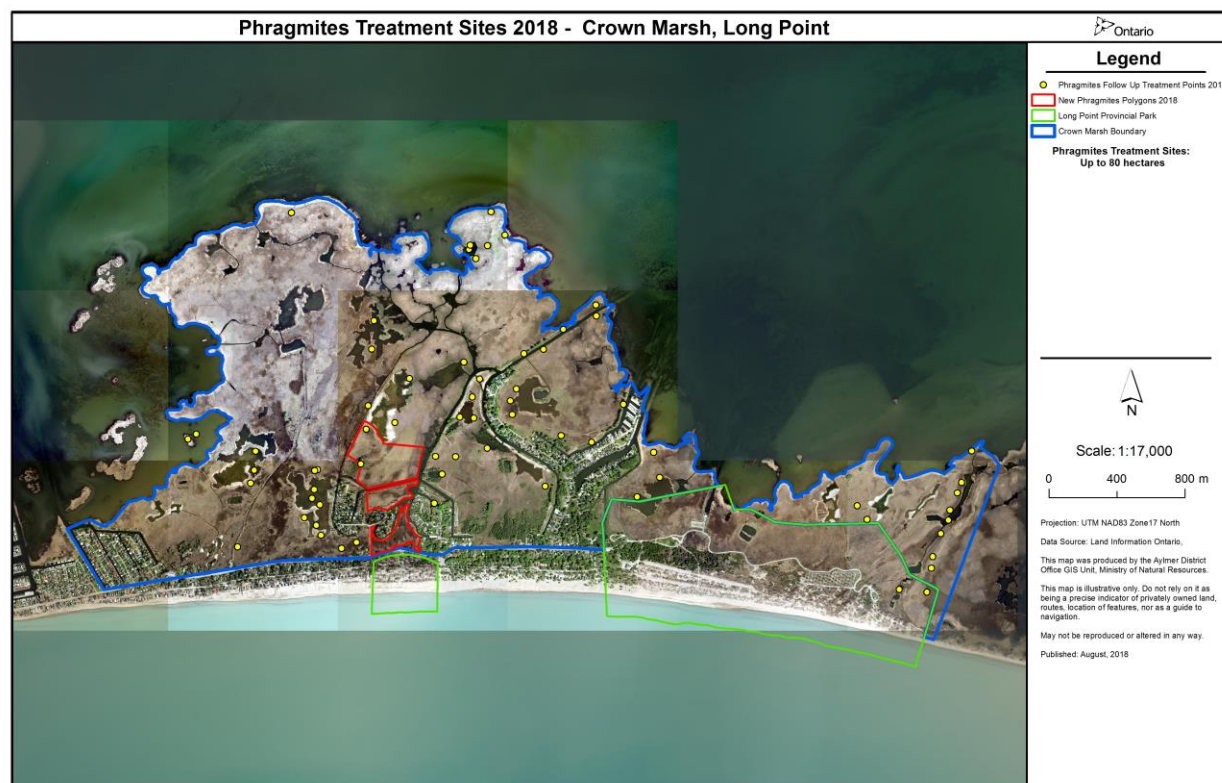 Phragmites Treatment Sites 2018 - Crown Marsh, Long Point
Ontario
Legend
Phragmites Follow Up Treatment Points 201
New Phragmites Polygons 2018
Long Point Provincial Park
Crown Marsh Boundary
Phragmites Treatment Sites:
Up to 80 hectares
N
Scale: 1:17,000
0 400 800 m
Projection: UTM NAD83 Zone17 North
Data Source: Land Information Ontario,
This map was produced by the Aylmer District
Office GIS Unit, Ministry of Natural Resources.
This map is illustrative only. Do not rely on it as
being a precise indicator of privately owned land,
routes, location of features, nor as a guide to
navigation.
May not be reproduced or altered in any way.
Published: August, 2018